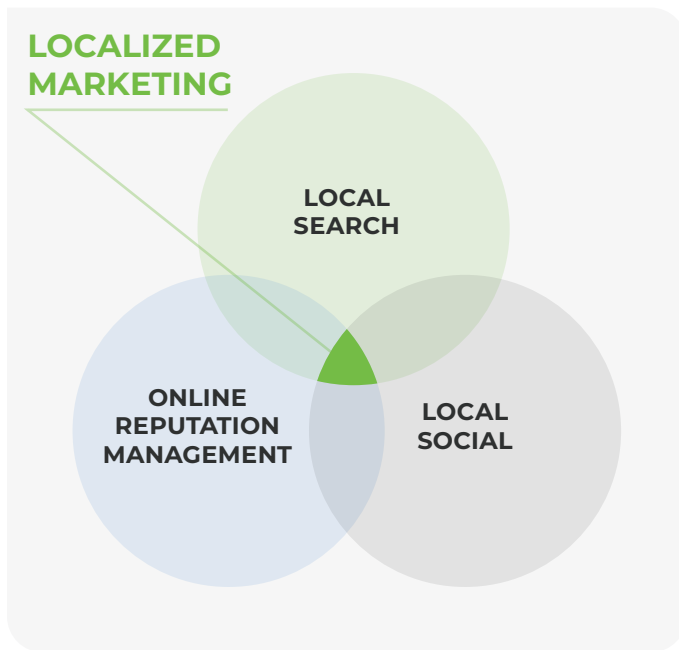 LOCALIZED
MARKETING
LOCAL
SEARCH
ONLINE
REPUTATION
MANAGEMENT
LOCAL
SOCIAL